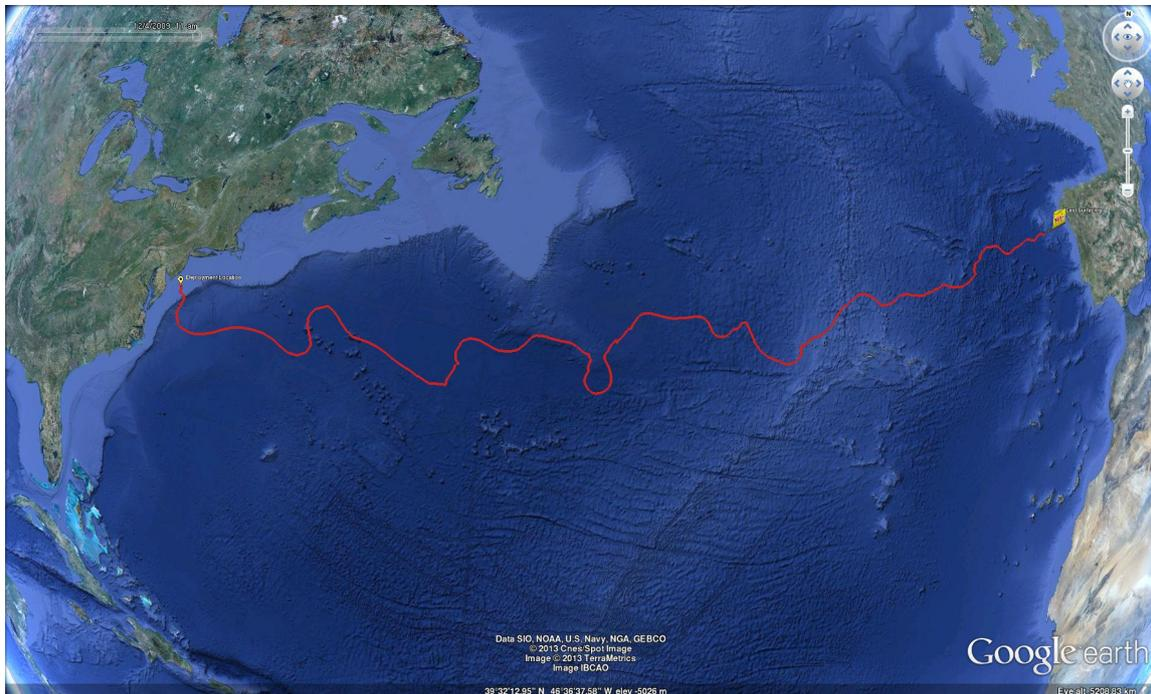 12/4/2009 11 am
N
Deployment Location
Data SIO, NOAA, U.S. Navy, NGA, GEBCO
© 2013 Cnes/Spot Image
Image © 2013 TerraMetrics
Image IBCAO
Google earth
39°32'12.95" N 46°36'37.58" W elev -5026 m
Eye alt 5208.83 km